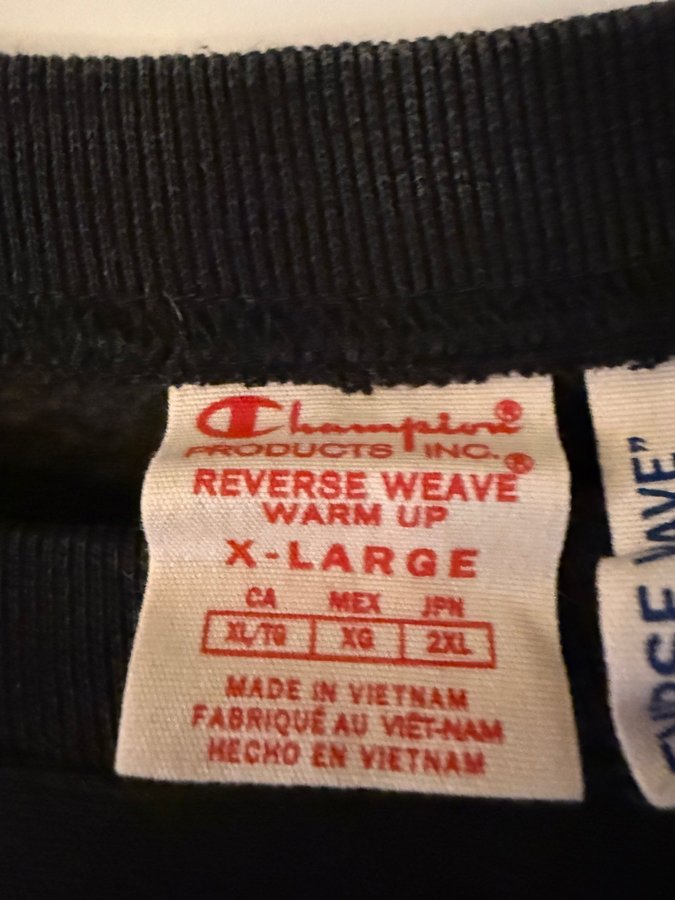 Champion®
PRODUCTS INC.®
REVERSE WEAVE
WARM UP
X-LARGE
CA MEX JPN
XL/TG XG 2XL
MADE IN VIETNAM
FABRIQUÉ AU VIÊT-NAM
HECHO EN VIETNAM